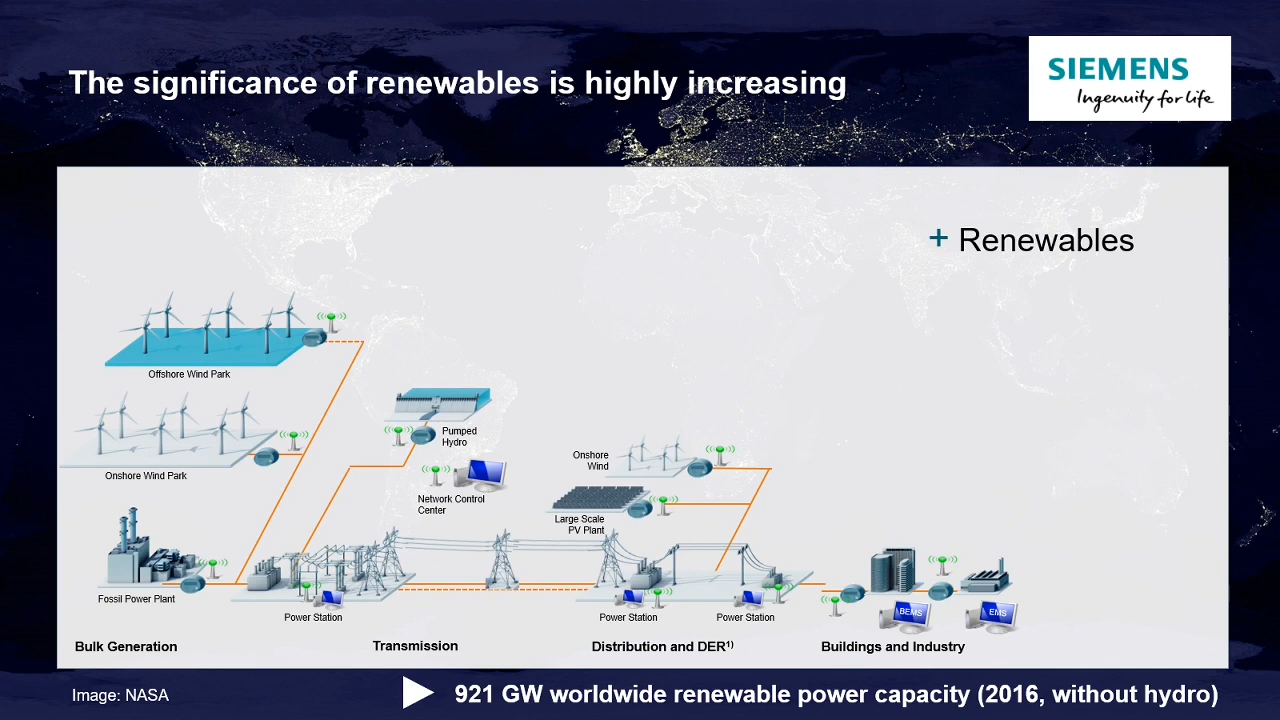 The significance of renewables is highly increasing
SIEMENS
Ingenuity for life
+ Renewables
Offshore Wind Park
Onshore Wind Park
Pumped
Hydro
Network Control
Center
Onshore
Wind
Large Scale
PV Plant
Fossil Power Plant
Power Station
Power Station
Power Station
BEMS
EMS
Bulk Generation
Transmission
Distribution and DER¹⁾
Buildings and Industry
Image: NASA
921 GW worldwide renewable power capacity (2016, without hydro)